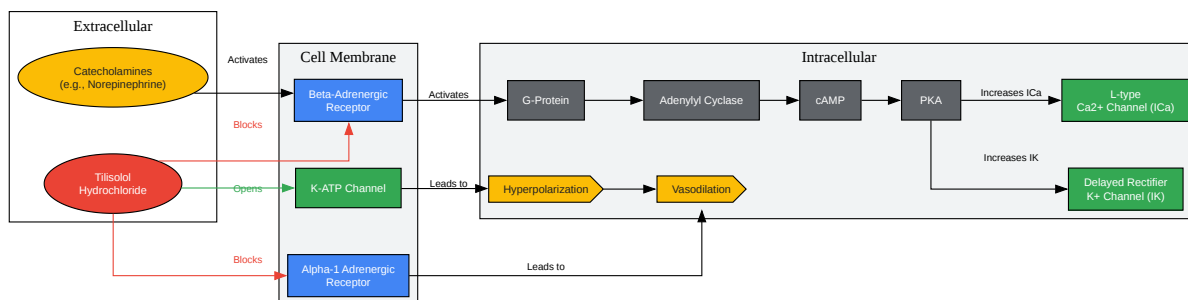 Extracellular
Catecholamines
(e.g., Norepinephrine)
Tilisolol
Hydrochloride
Activates
Blocks
Opens
Blocks
Cell Membrane
Beta-Adrenergic
Receptor
K-ATP Channel
Alpha-1 Adrenergic
Receptor
Activates
Leads to
Leads to
Intracellular
G-Protein
Adenylyl Cyclase
cAMP
PKA
Increases ICa
L-type
Ca2+ Channel (ICa)
Hyperpolarization
Vasodilation
Increases IK
Delayed Rectifier
K+ Channel (IK)